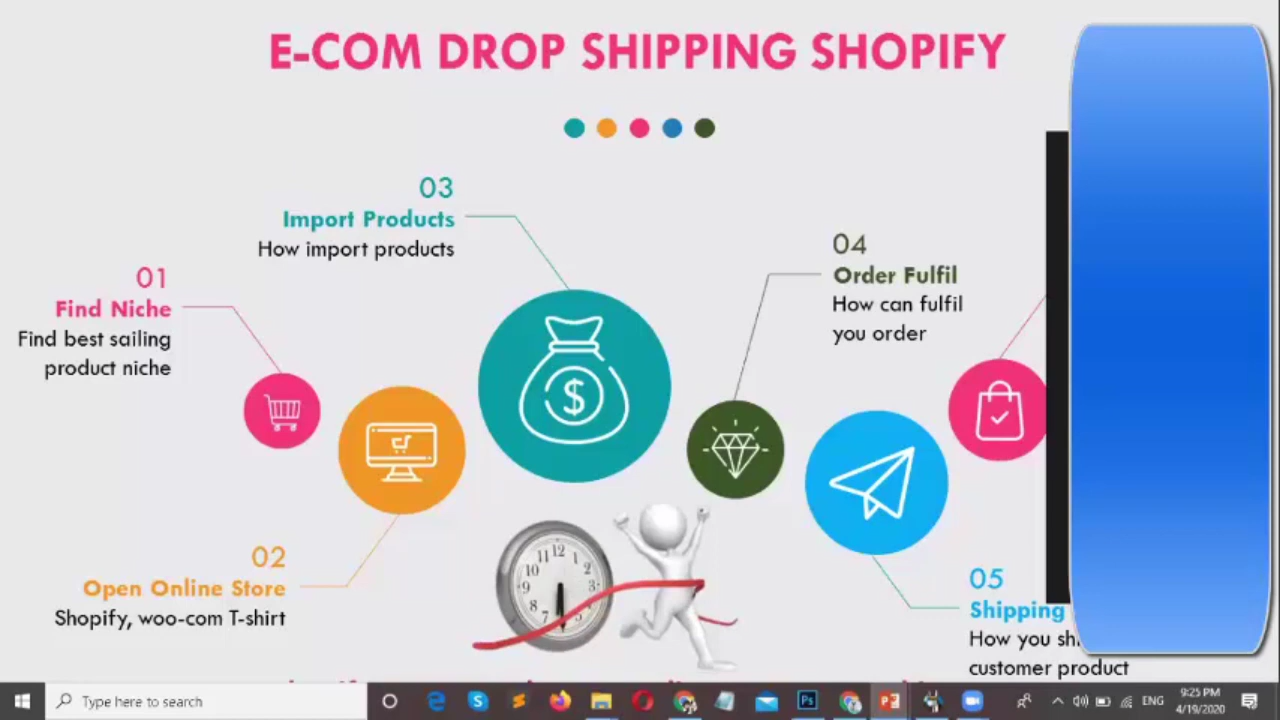 E-COM DROP SHIPPING SHOPIFY
03
Import Products
How import products
01
Find Niche
Find best sailing
product niche
04
Order Fulfil
How can fulfil
you order
02
Open Online Store
Shopify, woo-com T-shirt
05
Shipping
How you
customer product
Type here to search
ENG
9:25 PM
4/19/2020